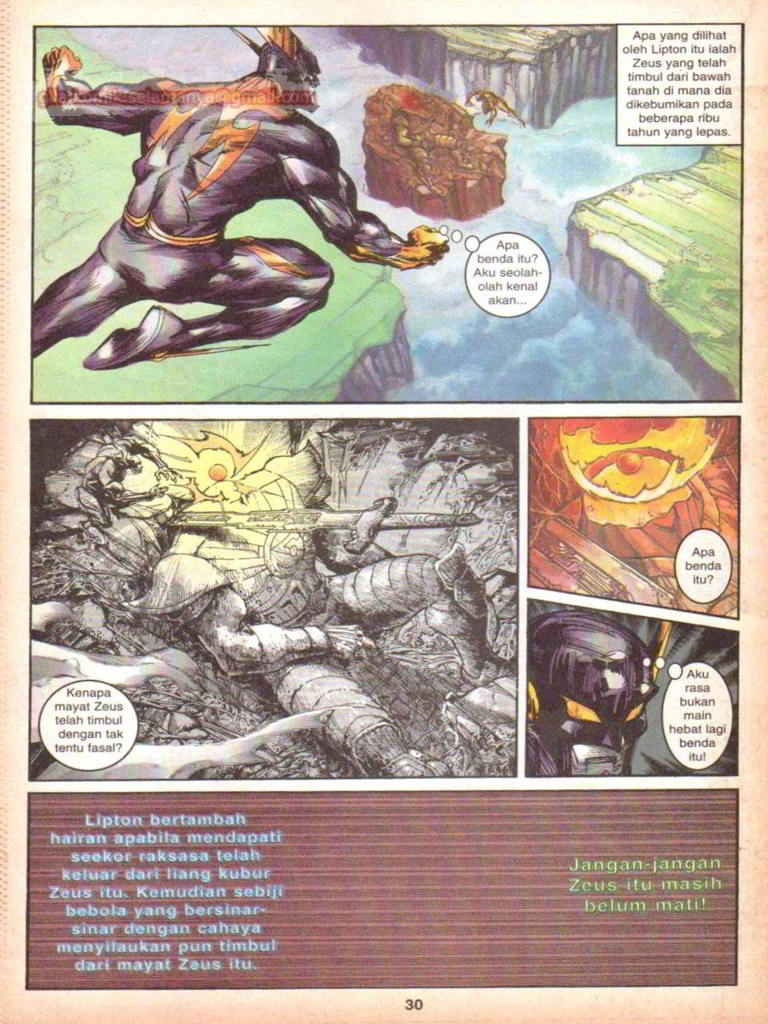 Apa yang dilihat
oleh Lipton itu ialah
Zeus yang telah
timbul dari bawah
tanah di mana dia
dikebumikan pada
beberapa ribu
tahun yang lepas.
Apa
benda itu?
Aku seolah-
olah kenal
akan...
Kenapa
mayat Zeus
telah timbul
dengan tak
tentu fasal?
Apa
benda
itu?
Aku
rasa
bukan
main
hebat lagi
benda
itu!
Lipton bertambah
hairan apabila mendapati
seekor raksasa telah
keluar dari liang kubur
Zeus itu. Kemudian sebiji
bebola yang bersinar-
sinar dengan cahaya
menyilaukan pun timbul
dari mayat Zeus itu.
Jangan-jangan
Zeus itu masih
belum mati!
30